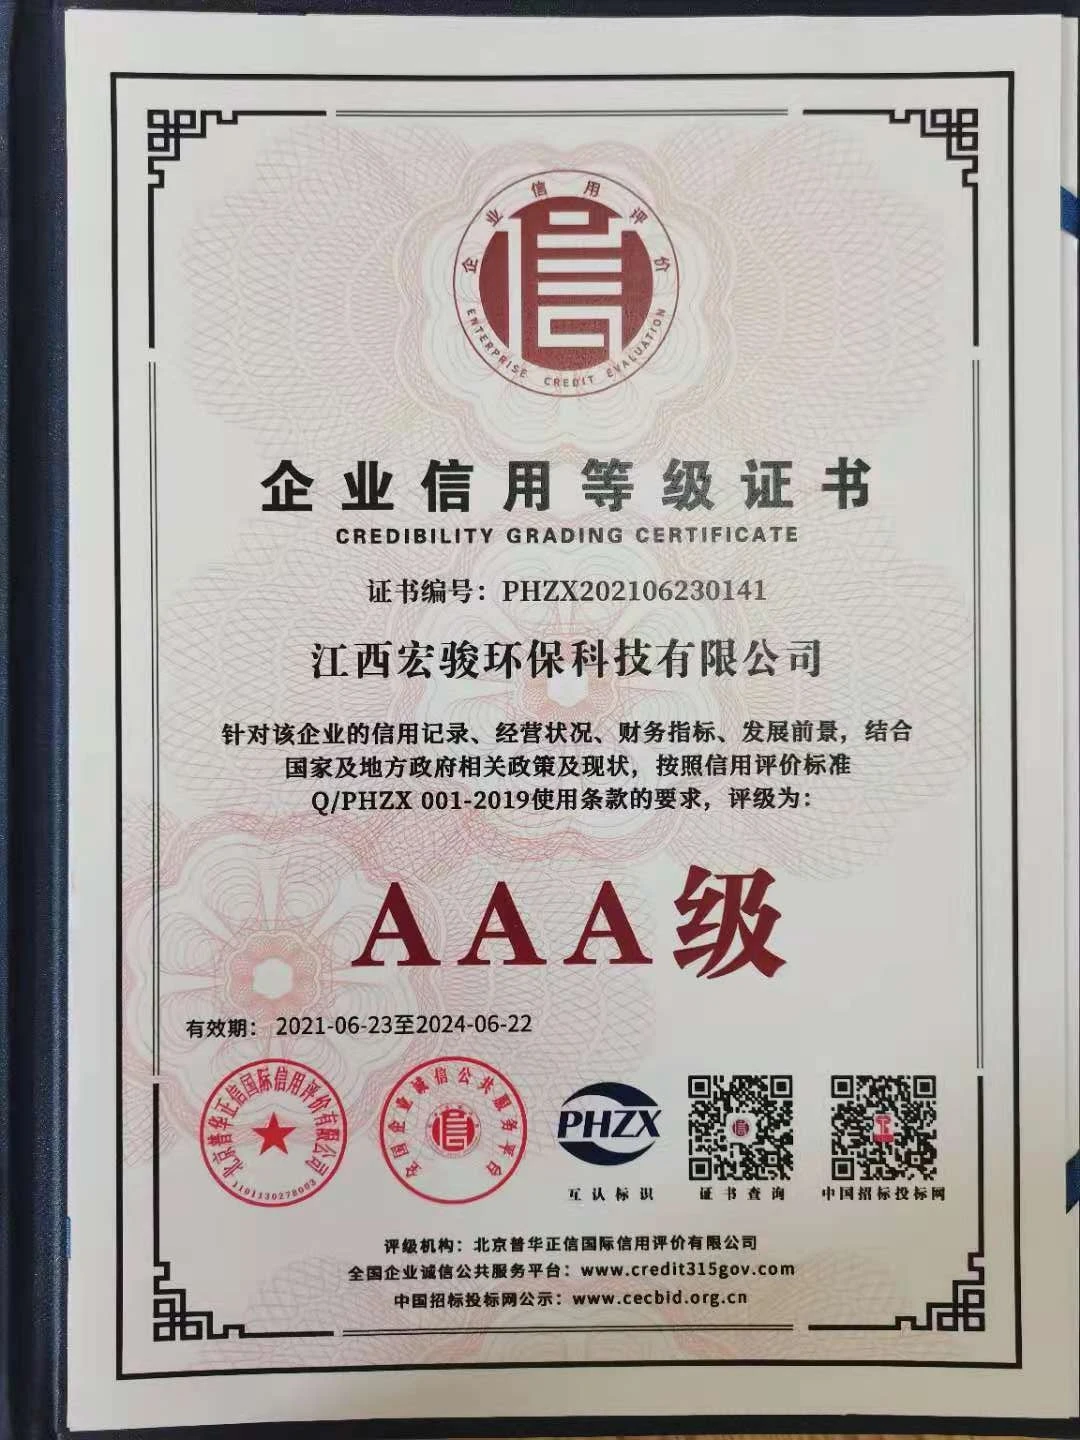 企业信用评价
信
ENTERPRISE CREDIT EVALUATION
企业信用等级证书
CREDIBILITY GRADING CERTIFICATE
证书编号：PHZX202106230141
江西宏骏环保科技有限公司
针对该企业的信用记录、经营状况、财务指标、发展前景，结合
国家及地方政府相关政策及现状，按照信用评价标准
Q/PHZX 001-2019使用条款的要求，评级为：
AAA级
有效期： 2021-06-23至2024-06-22
北京普华正信国际信用评价有限公司
1101130278063
全国企业诚信公共服务平台
信
PHZX
互认标识
证书查询
中国招标投标网
评级机构：北京普华正信国际信用评价有限公司
全国企业诚信公共服务平台：www.credit315gov.com
中国招标投标网公示：www.cecbid.org.cn